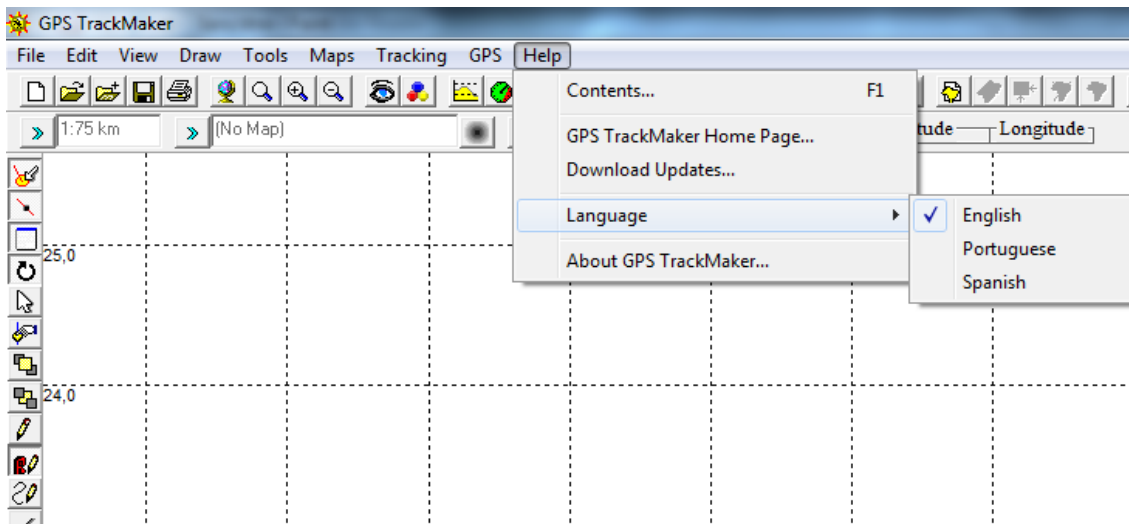 GPS TrackMaker
File Edit View Draw Tools Maps Tracking GPS Help
Contents... F1
1:75 km (No Map) tude Longitude
GPS TrackMaker Home Page...
Download Updates...
Language
English
Portuguese
Spanish
About GPS TrackMaker...
25,0
24,0